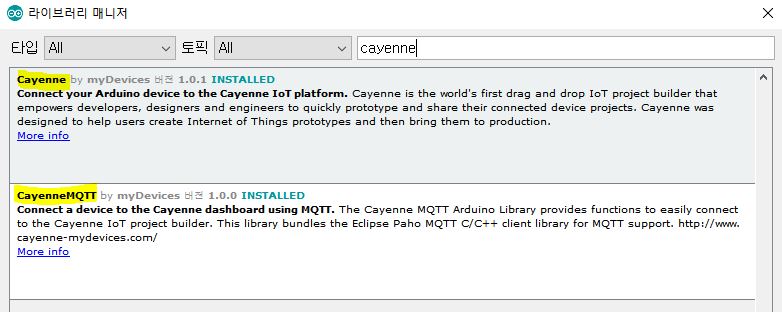 라이브러리 매니저
타입 All 토픽 All cayenne
Cayenne by myDevices 버전 1.0.1 INSTALLED
Connect your Arduino device to the Cayenne IoT platform. Cayenne is the world's first drag and drop IoT project builder that
empowers developers, designers and engineers to quickly prototype and share their connected device projects. Cayenne was
designed to help users create Internet of Things prototypes and then bring them to production.
More info
CayenneMQTT by myDevices 버전 1.0.0 INSTALLED
Connect a device to the Cayenne dashboard using MQTT. The Cayenne MQTT Arduino Library provides functions to easily connect
to the Cayenne IoT project builder. This library bundles the Eclipse Paho MQTT C/C++ client library for MQTT support. http://www.
cayenne-mydevices.com/
More info